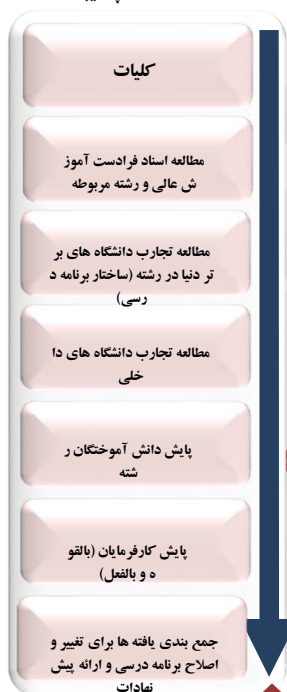 کلیات
مطالعه اسناد فرادست آموز
ش عالی و رشته مربوطه
مطالعه تجارب دانشگاه های بر
تر دنیا در رشته (ساختار برنامه د
رسی)
مطالعه تجارب دانشگاه های دا
خلی
پایش دانش آموختگان ر
شته
پایش کارفرمایان (بالقو
ه و بالفعل)
جمع بندی یافته ها برای تغییر و
اصلاح برنامه درسی و ارائه پیش
نهادات